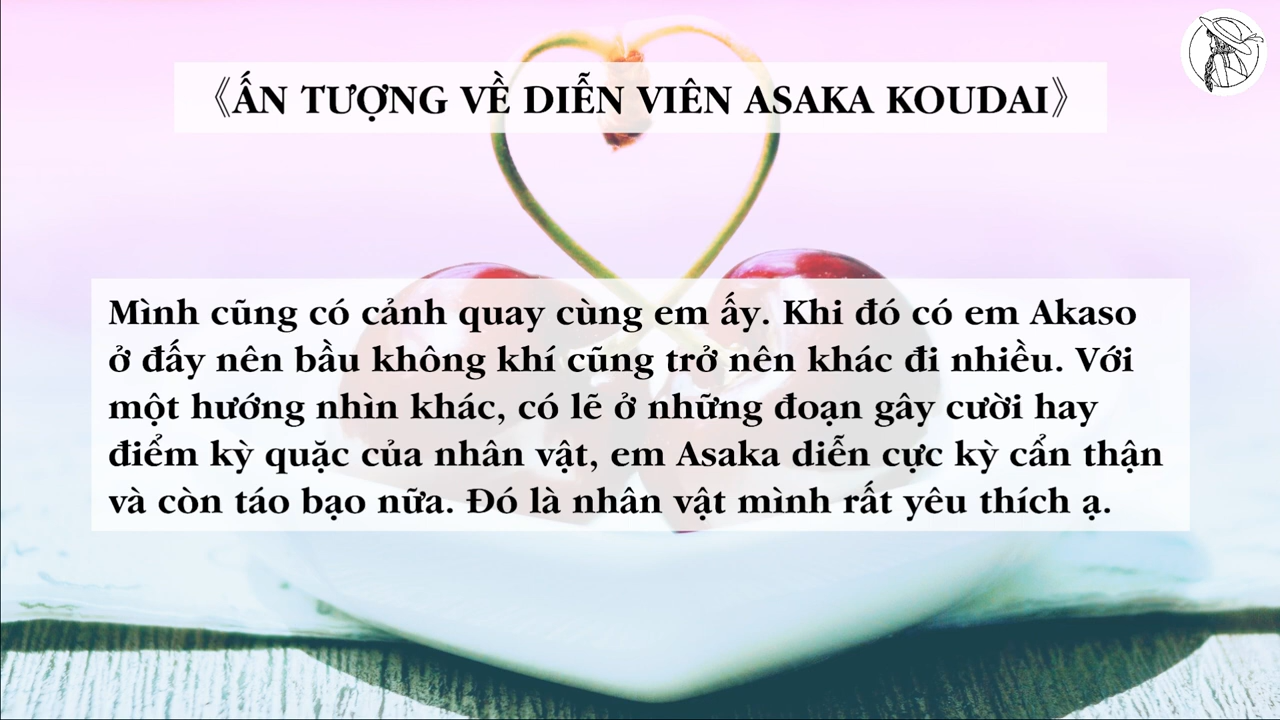 《ẤN TƯỢNG VỀ DIỄN VIÊN ASAKA KOUDAI》
Mình cũng có cảnh quay cùng em ấy. Khi đó có em Akaso
ở đấy nên bầu không khí cũng trở nên khác đi nhiều. Với
một hướng nhìn khác, có lẽ ở những đoạn gây cười hay
điểm kỳ quặc của nhân vật, em Asaka diễn cực kỳ cẩn thận
và còn táo bạo nữa. Đó là nhân vật mình rất yêu thích ạ.